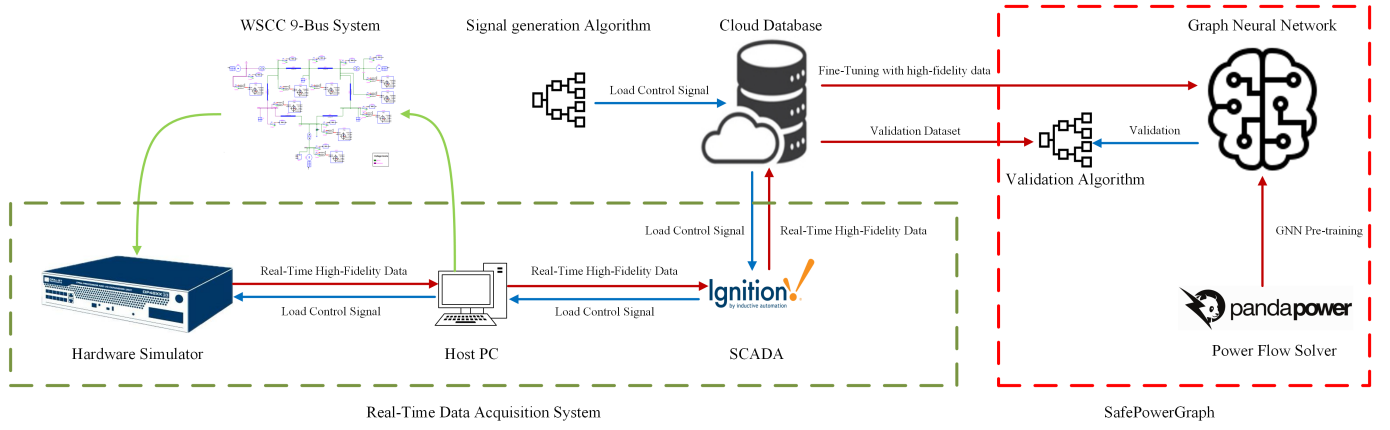 WSCC 9-Bus System
Signal generation Algorithm
Cloud Database
Graph Neural Network
Fine-Tuning with high-fidelity data
Load Control Signal
Validation Dataset
Validation
Validation Algorithm
Load Control Signal
Real-Time High-Fidelity Data
GNN Pre-training
Real-Time High-Fidelity Data
Load Control Signal
Real-Time High-Fidelity Data
Load Control Signal
Ignition!
by inductive automation
pandapower
Hardware Simulator
Host PC
SCADA
Power Flow Solver
Real-Time Data Acquisition System
SafePowerGraph